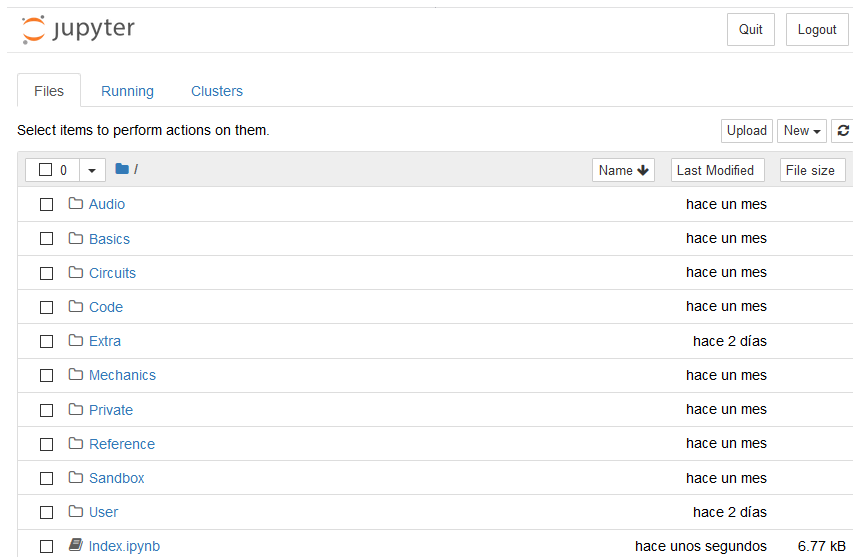 jupyter Quit Logout
Files Running Clusters
Select items to perform actions on them. Upload New
0 / Name Last Modified File size
Audio hace un mes
Basics hace un mes
Circuits hace un mes
Code hace un mes
Extra hace 2 días
Mechanics hace un mes
Private hace un mes
Reference hace un mes
Sandbox hace un mes
User hace 2 días
Index.ipynb hace unos segundos 6.77 kB